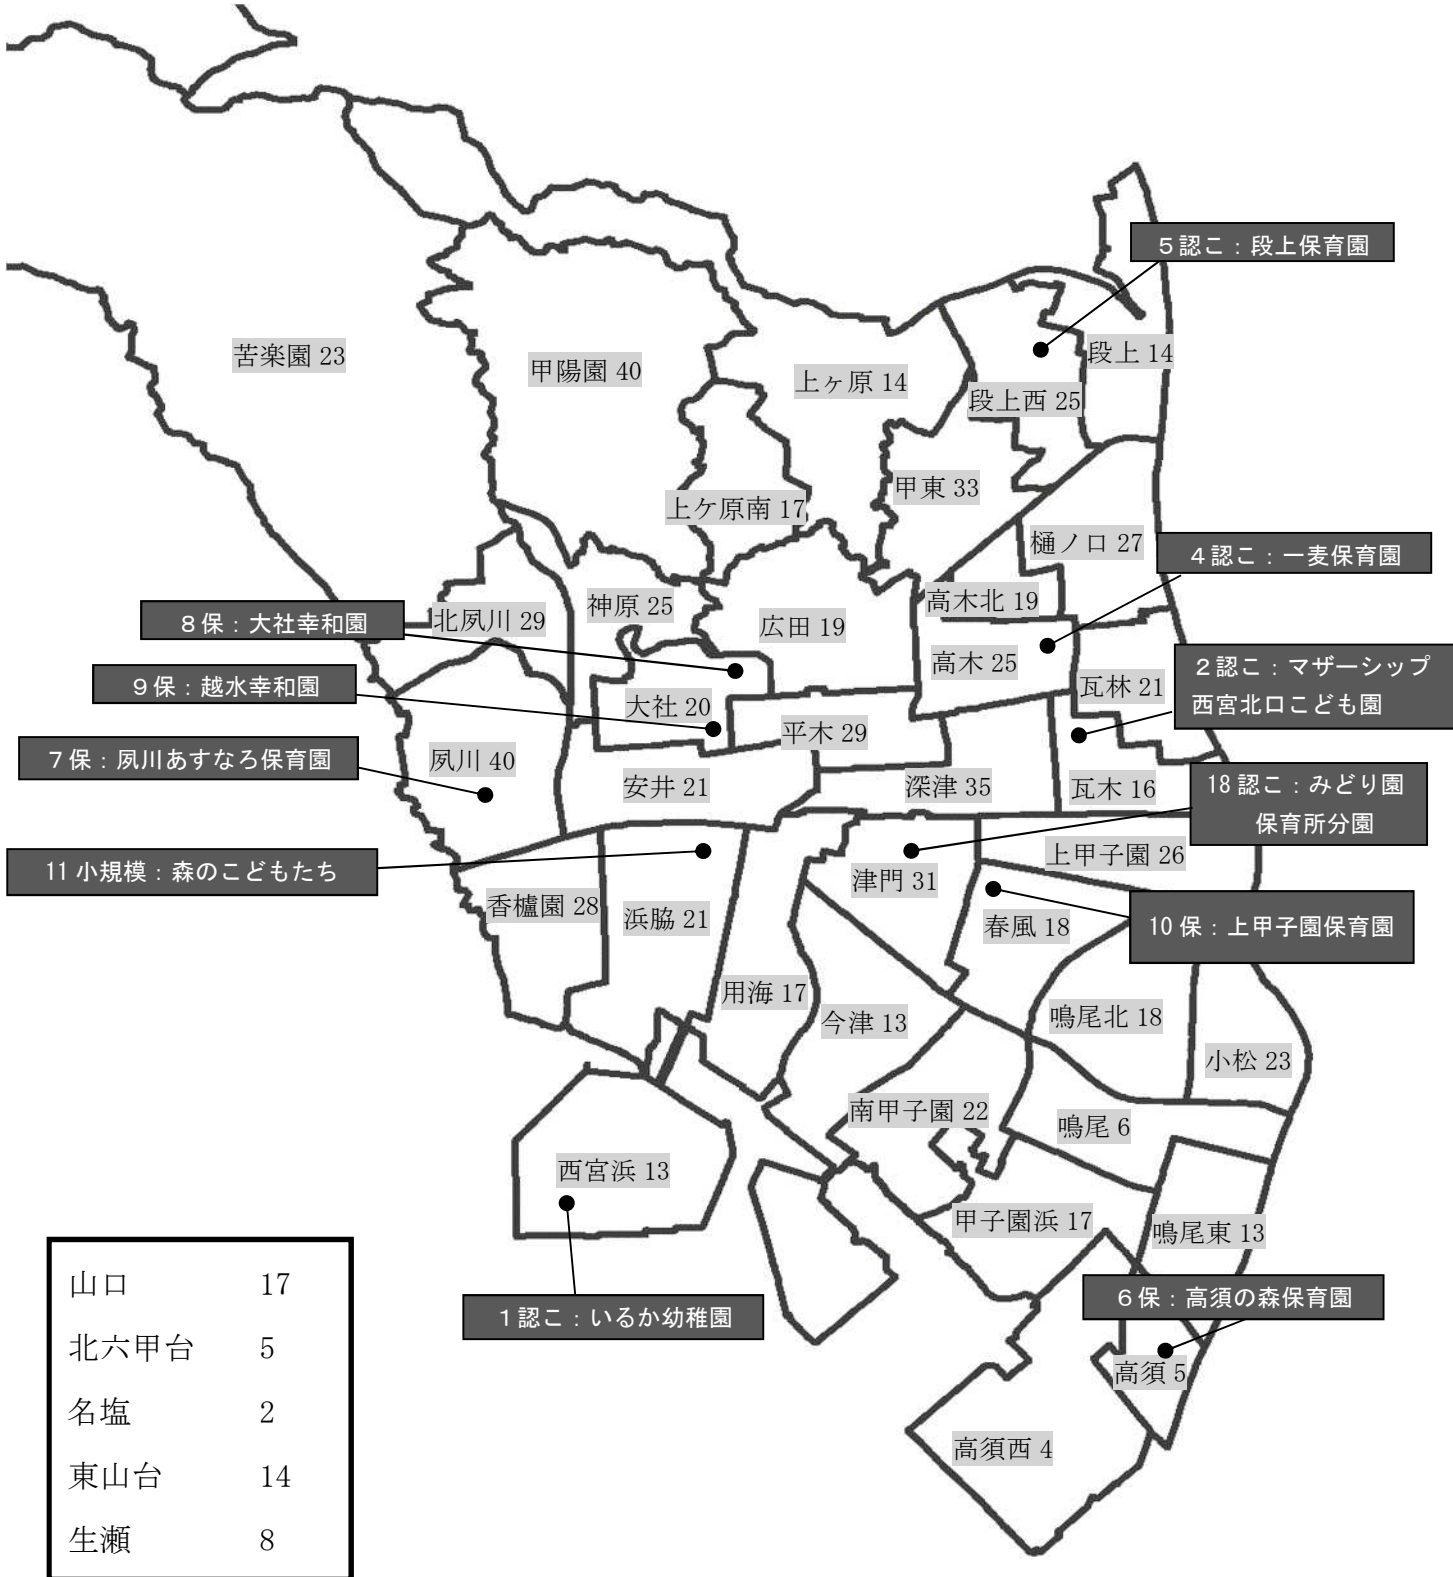 ５認こ：段上保育園
苦楽園 23
甲陽園 40
上ヶ原 14
段上 14
段上西 25
甲東 33
上ケ原南 17
樋ノ口 27
４認こ：一麦保育園
高木北 19
８保：大社幸和園
北夙川 29
神原 25
広田 19
高木 25
９保：越水幸和園
大社 20
瓦林 21
２認こ：マザーシップ
西宮北口こども園
平木 29
７保：夙川あすなろ保育園
夙川 40
安井 21
深津 35
瓦木 16
18 認こ：みどり園
保育所分園
11 小規模：森のこどもたち
上甲子園 26
津門 31
香櫨園 28
浜脇 21
春風 18
10 保：上甲子園保育園
用海 17
今津 13
鳴尾北 18
小松 23
南甲子園 22
鳴尾 6
西宮浜 13
甲子園浜 17
鳴尾東 13
１認こ：いるか幼稚園
６保：高須の森保育園
高須 5
高須西 4
山口 17
北六甲台 5
名塩 2
東山台 14
生瀬 8